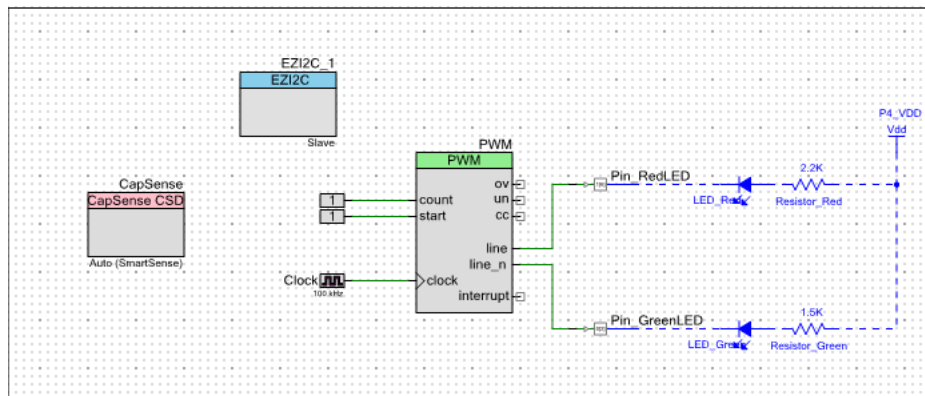 EZI2C_1
EZI2C
Slave
CapSense
CapSense CSD
Auto (SmartSense)
PWM
PWM
ov
un
cc
1
count
1
start
line
line_n
Clock
100 kHz
clock
interrupt
Pin_RedLED
LED_Red
2.2K
Resistor_Red
P4_VDD
Vdd
Pin_GreenLED
1.5K
Resistor_Green